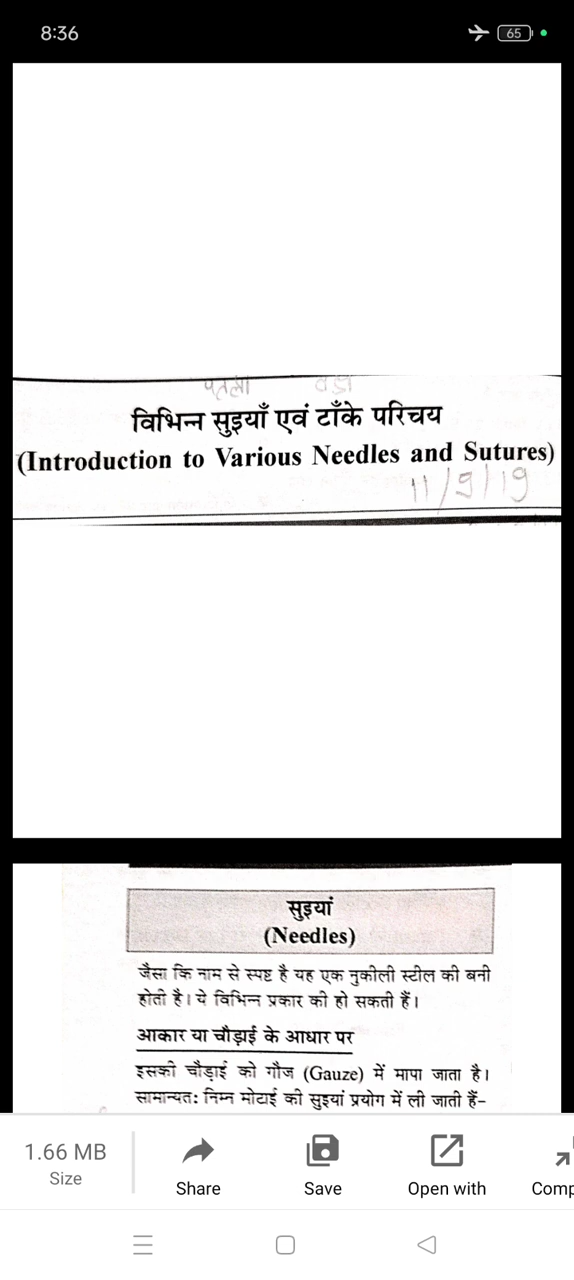 8:36
65
पतला बड़ा
विभिन्न सुइयाँ एवं टाँके परिचय
(Introduction to Various Needles and Sutures)
11/9/19
सुइयां
(Needles)
जैसा कि नाम से स्पष्ट है यह एक नुकीली स्टील की बनी
होती है। ये विभिन्न प्रकार की हो सकती हैं।
आकार या चौड़ाई के आधार पर
इसकी चौड़ाई को गौज (Gauze) में मापा जाता है।
सामान्यत: निम्न मोटाई की सुइयां प्रयोग में ली जाती हैं-
1.66 MB
Size
Share
Save
Open with
Comp